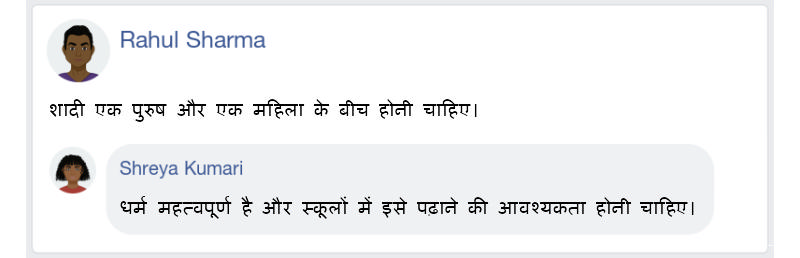 Rahul Sharma
शादी एक पुरुष और एक महिला के बीच होनी चाहिए।
Shreya Kumari
धर्म महत्वपूर्ण है और स्कूलों में इसे पढ़ाने की आवश्यकता होनी चाहिए।